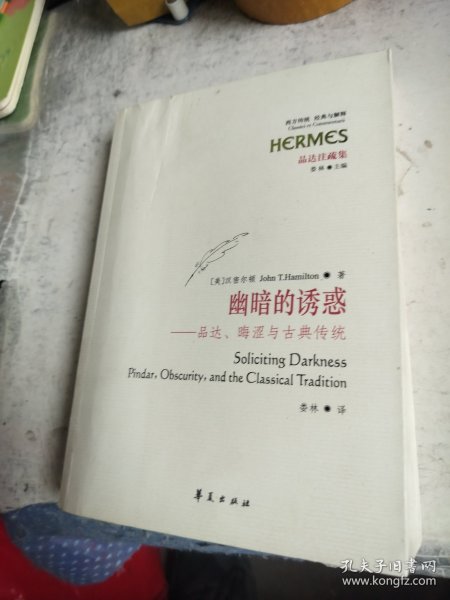 西方传统 经典与解释
Classici et Commentarii
HERMES
品达注疏集
娄林●主编
[美]汉密尔顿 John T.Hamilton ● 著
幽暗的诱惑
——品达、晦涩与古典传统
Soliciting Darkness
Pindar, Obscurity, and the Classical Tradition
娄林 ● 译
华夏出版社
孔夫子旧书网
www.kongfz.com